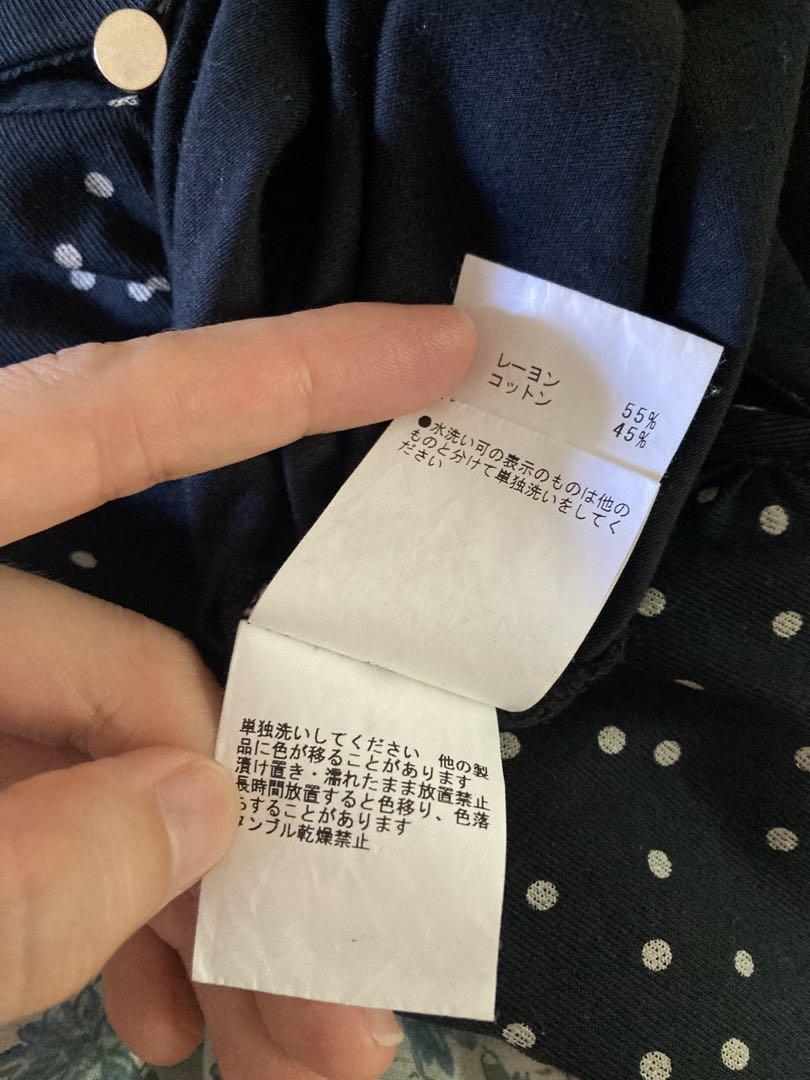 レーヨン 55%
コットン 45%
●水洗い可の表示のものは他の
ものと分けて単独洗いをしてく
ださい
単独洗いしてください 他の製
品に色が移ることがあります
漬け置き・濡れたまま放置禁止
長時間放置すると色移り、色落
ちすることがあります
タンブル乾燥禁止